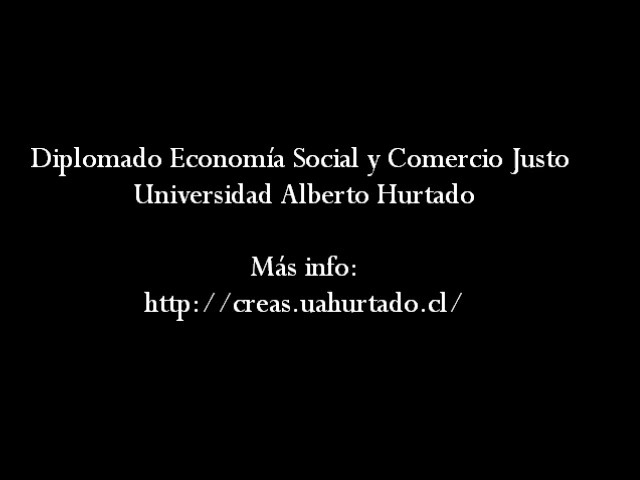 Diplomado Economía Social y Comercio Justo
Universidad Alberto Hurtado
Más info:
http://creas.uahurtado.cl/